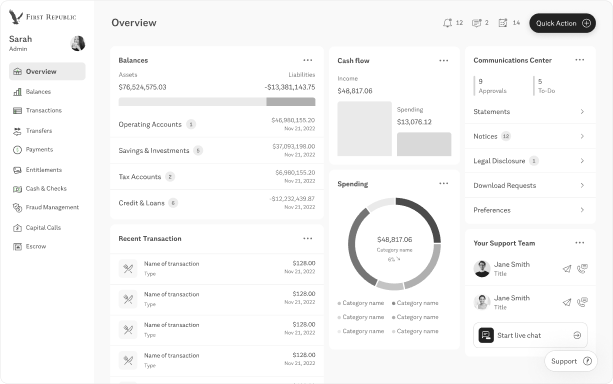 First Republic
Sarah
Admin
Overview
Balances
Transactions
Transfers
Payments
Entitlements
Cash & Checks
Fraud Management
Capital Calls
Escrow
Overview
12
2
14
Quick Action
Balances
Assets
Liabilities
$76,524,575.03
-$13,381,143.75
Operating Accounts 1
$46,980,155.20
Nov 21, 2022
Savings & Investments 5
$37,093,198.00
Nov 21, 2022
Tax Accounts 2
$6,980,155.20
Nov 21, 2022
Credit & Loans 6
-$12,232,439.87
Nov 21, 2022
Recent Transaction
Name of transaction
$128.00
Type
Nov 21, 2022
Name of transaction
$128.00
Type
Nov 21, 2022
Name of transaction
$128.00
Type
Nov 21, 2022
Name of transaction
$128.00
Type
Nov 21, 2022
Cash flow
Income
$48,817.06
Spending
$13,076.12
Spending
$48,817.06
Category name
6%
Category name
Category name
Category name
Category name
Category name
Category name
Communications Center
9
Approvals
5
To-Do
Statements
Notices 12
Legal Disclosure 1
Download Requests
Preferences
Your Support Team
Jane Smith
Title
Jane Smith
Title
Start live chat
Support